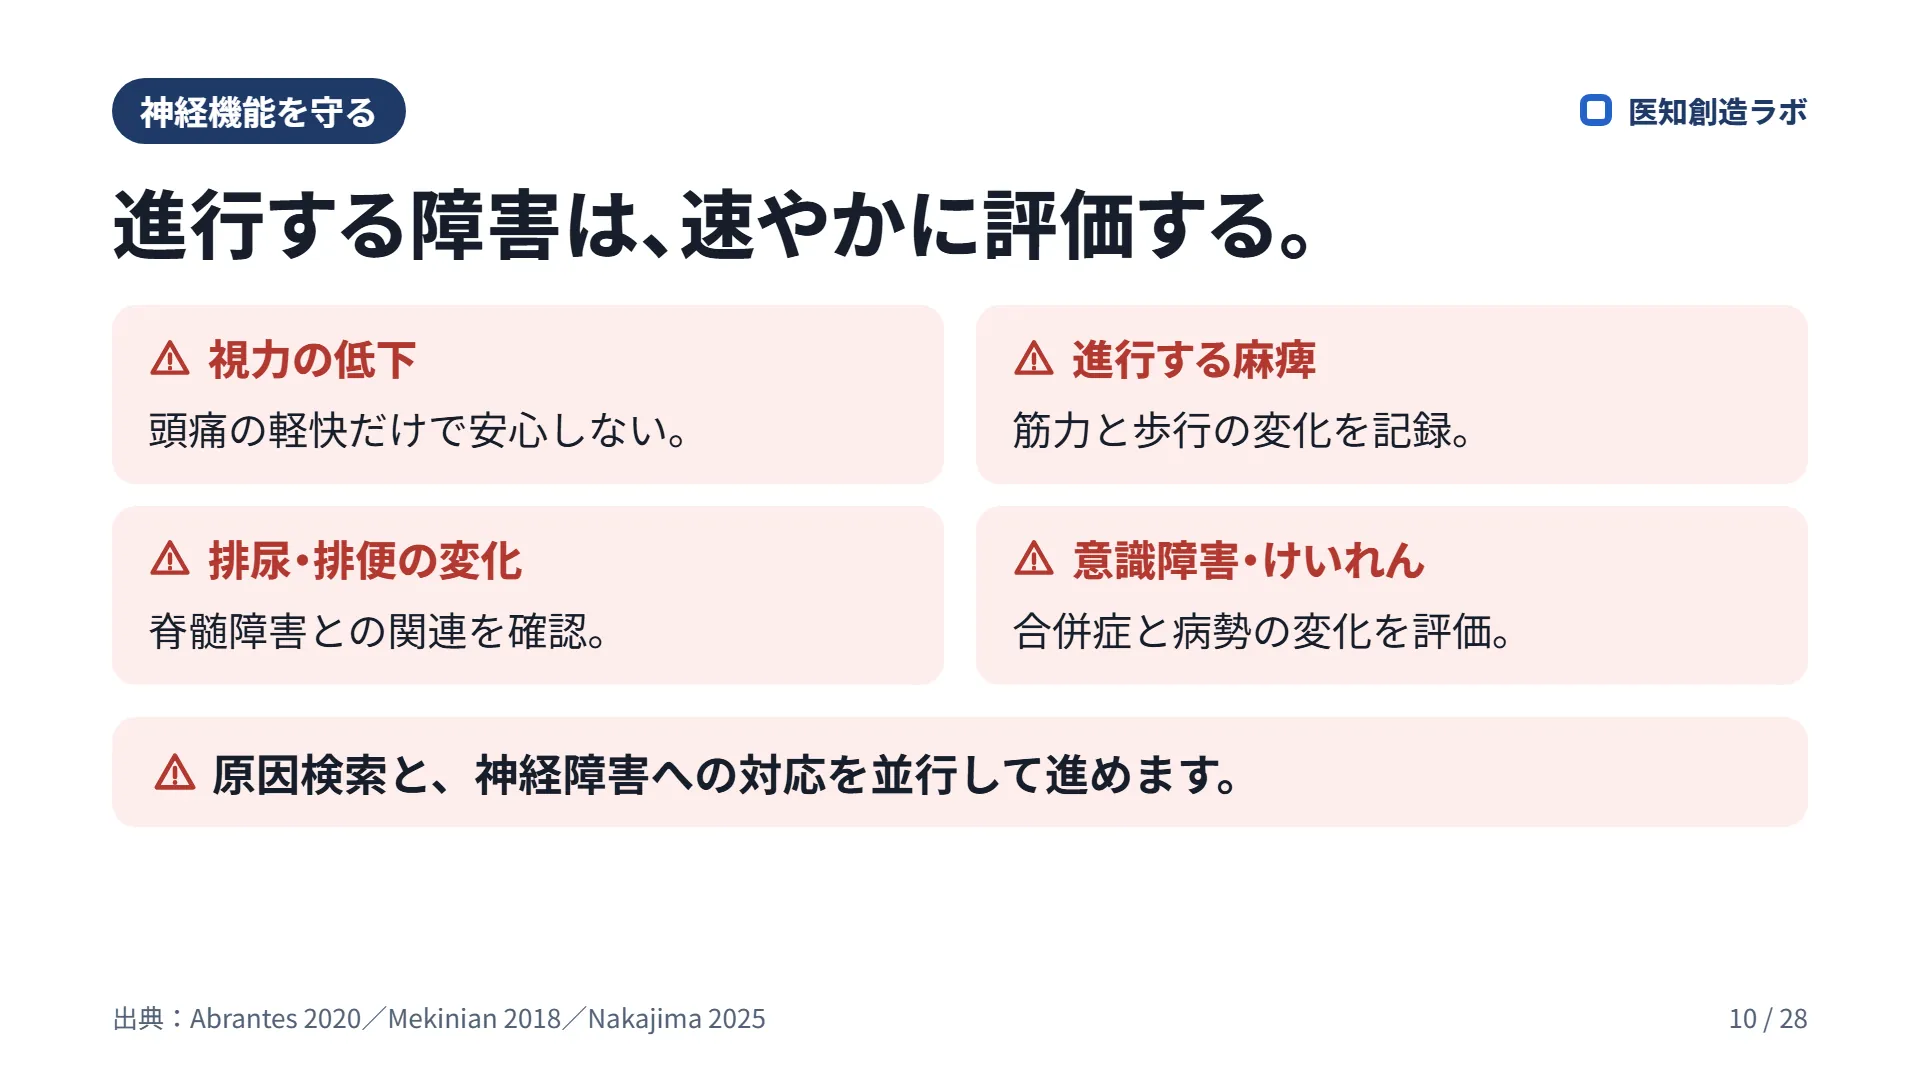 神経機能を守る
医知創造ラボ
進行する障害は、速やかに評価する。
視力の低下
頭痛の軽快だけで安心しない。
進行する麻痺
筋力と歩行の変化を記録。
排尿・排便の変化
脊髄障害との関連を確認。
意識障害・けいれん
合併症と病勢の変化を評価。
原因検索と、神経障害への対応を並行して進めます。
出典：Abrantes 2020／Mekinian 2018／Nakajima 2025
10 / 28